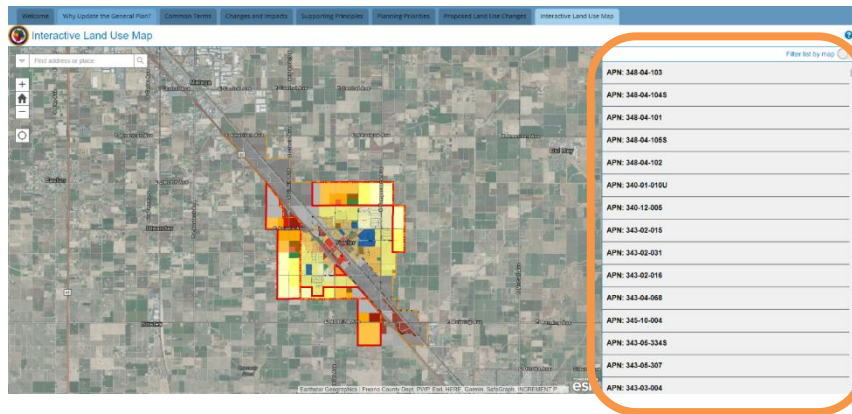 Welcome
Why Update the General Plan?
Common Terms
Changes and Impacts
Supporting Principles
Planning Priorities
Proposed Land Use Changes
Interactive Land Use Map
Interactive Land Use Map
Find address or place
Filter list by map
APN: 348-04-103
APN: 348-04-104S
APN: 348-04-101
APN: 348-04-105S
APN: 348-04-102
APN: 340-01-010U
APN: 340-12-005
APN: 343-02-015
APN: 343-02-031
APN: 343-02-016
APN: 343-04-068
APN: 345-10-004
APN: 343-05-334S
APN: 343-05-307
APN: 343-03-004
Malaga
Del Rey
Fowler
Earthstar Geographics | Fresno County Dept. PWP, Esri, HERE, Garmin, SafeGraph, INCREMENT P
esri